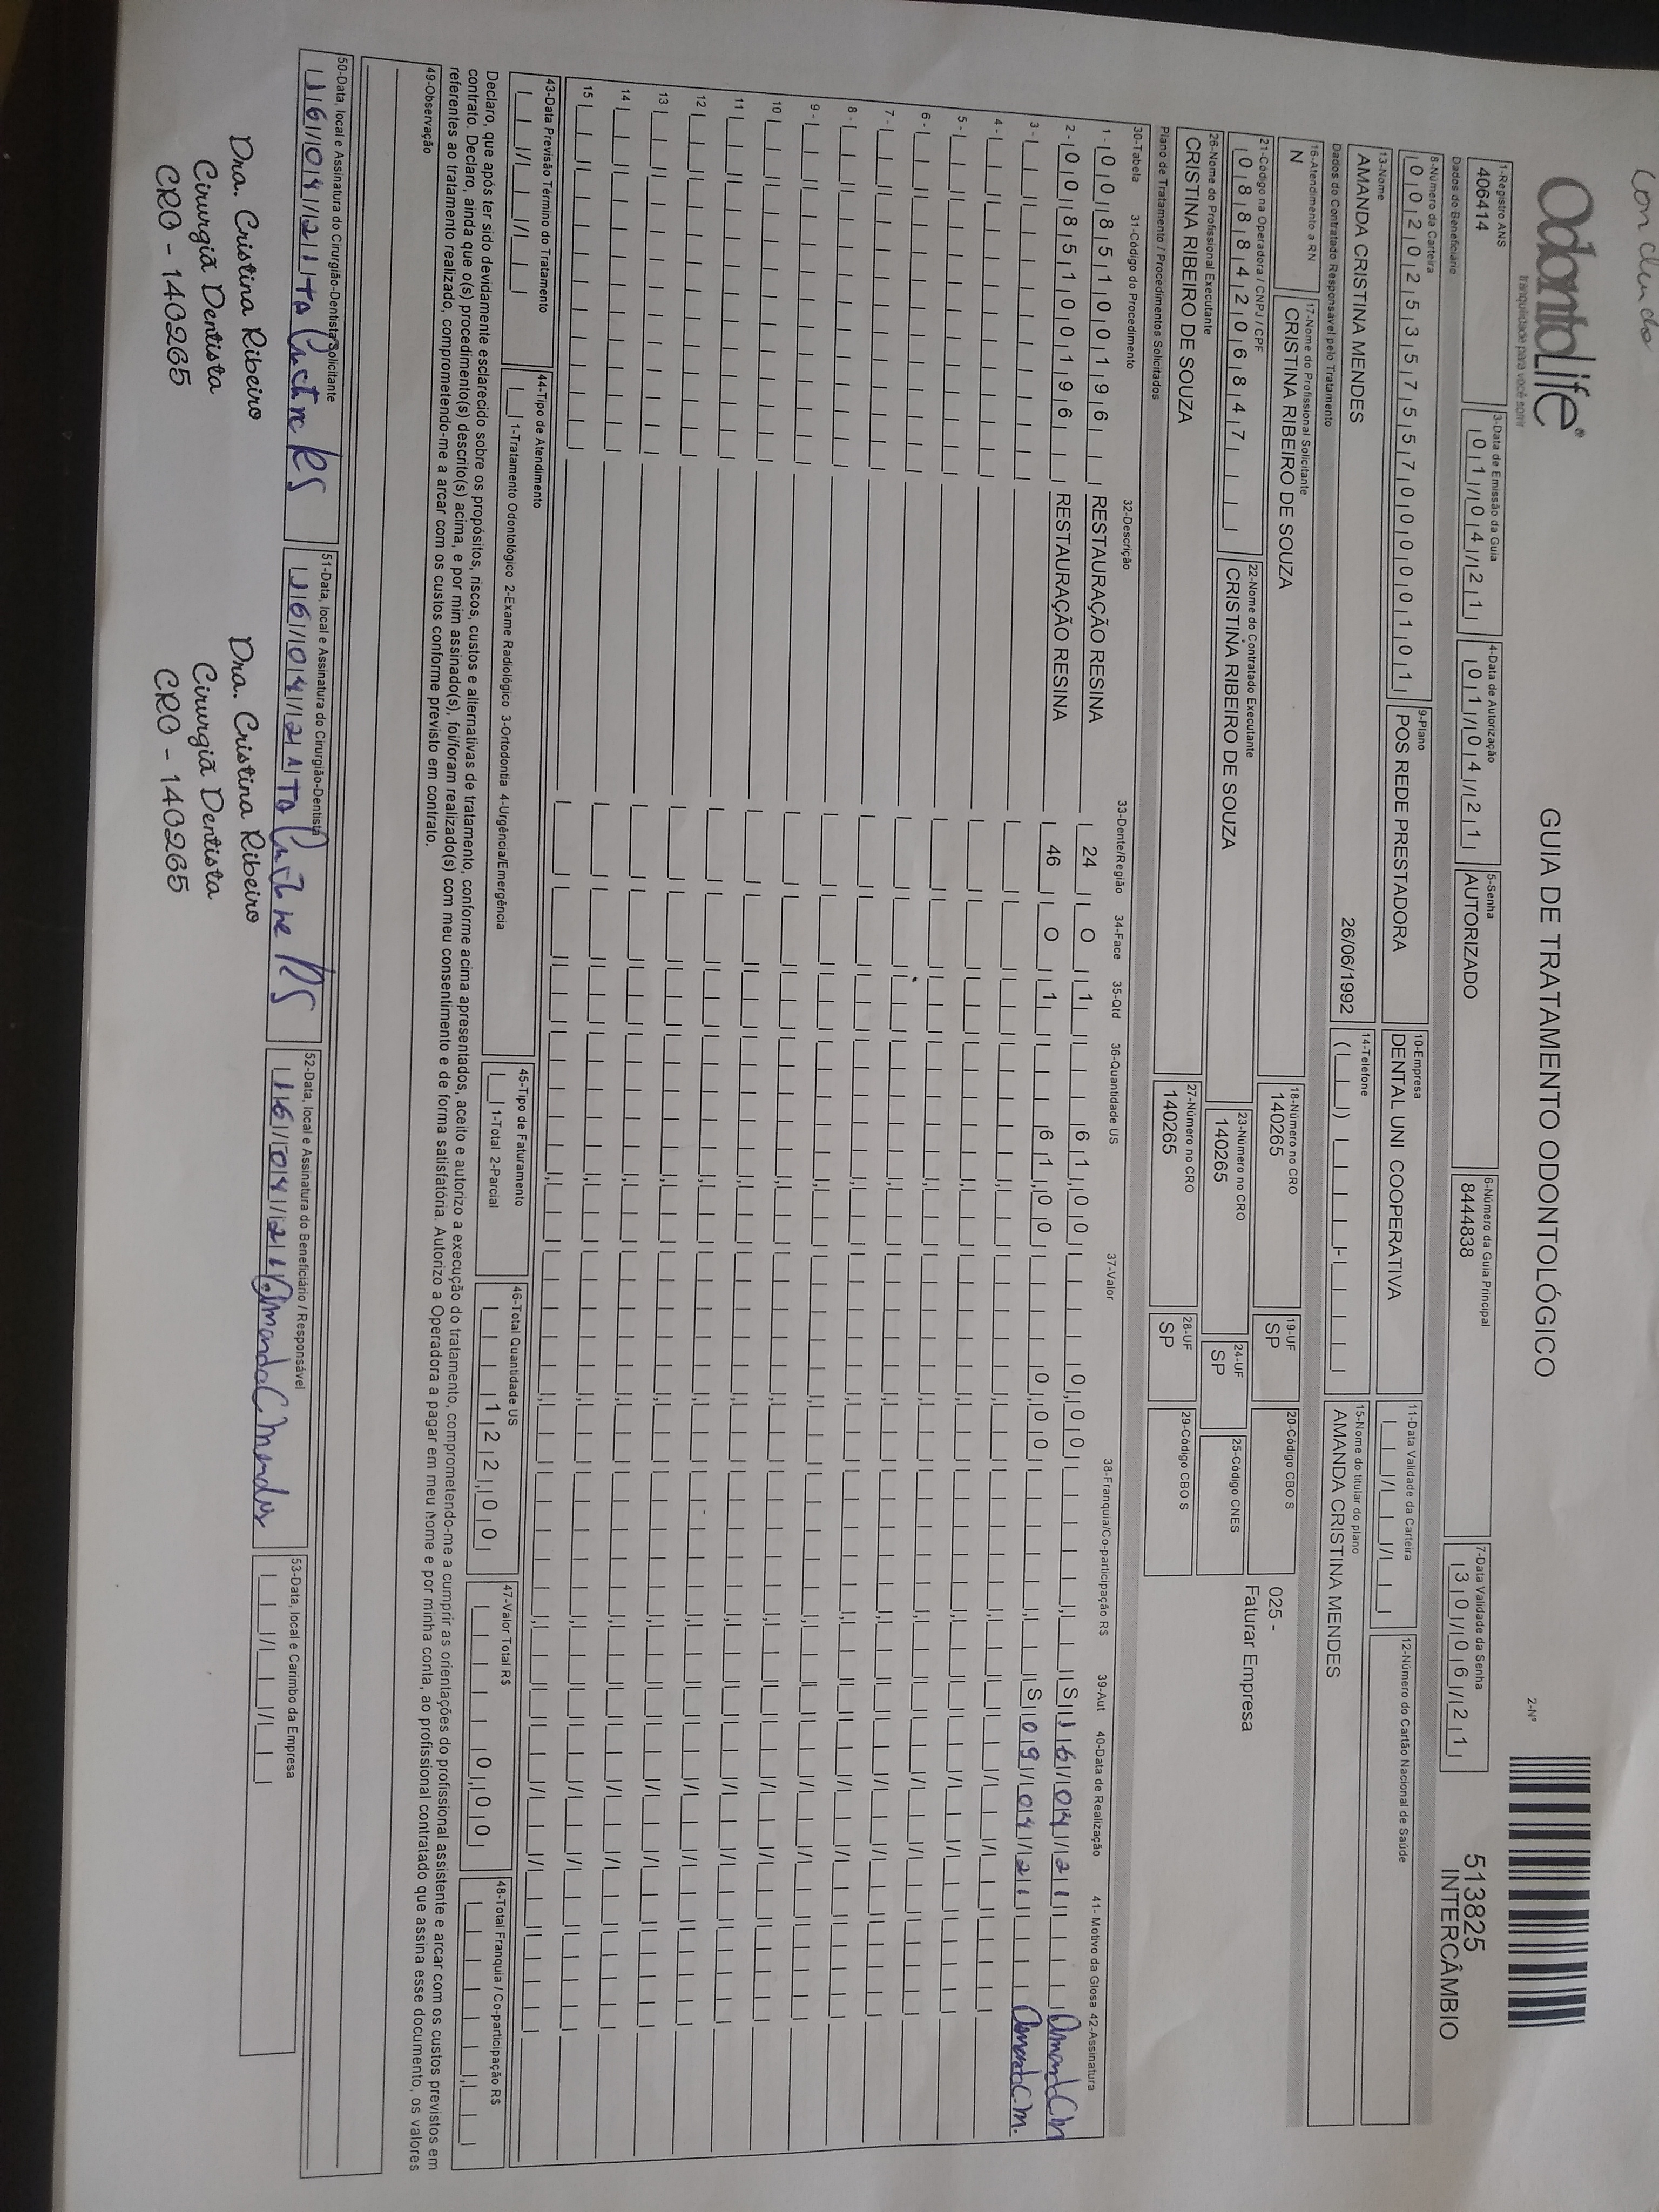 concluido
OdontoLife®
tranquilidade para você sorrir
GUIA DE TRATAMENTO ODONTOLÓGICO
2-Nº
513825
INTERCÂMBIO
1-Registro ANS
406414
3-Data de Emissão da Guia
01/04/21
4-Data de Autorização
01/04/21
5-Senha
AUTORIZADO
6-Número da Guia Principal
8444838
7-Data Validade da Senha
30/06/21
Dados do Beneficiário
8-Número da Carteira
00202535755700000101
9-Plano
POS REDE PRESTADORA
10-Empresa
DENTAL UNI COOPERATIVA
11-Data Validade da Carteira
12-Número do Cartão Nacional de Saúde
13-Nome
AMANDA CRISTINA MENDES
26/06/1992
14-Telefone
15-Nome do titular do plano
AMANDA CRISTINA MENDES
Dados do Contratado Responsável pelo Tratamento
16-Atendimento a RN
N
17-Nome do Profissional Solicitante
CRISTINA RIBEIRO DE SOUZA
18-Número no CRO
140265
19-UF
SP
20-Código CBO S
025 -
Faturar Empresa
21-Código na Operadora / CNPJ / CPF
0884206847
22-Nome do Contratado Executante
CRISTINA RIBEIRO DE SOUZA
23-Número no CRO
140265
24-UF
SP
25-Código CNES
26-Nome do Profissional Executante
CRISTINA RIBEIRO DE SOUZA
27-Número no CRO
140265
28-UF
SP
29-Código CBO S
Plano de Tratamento / Procedimentos Solicitados
30-Tabela 31-Código do Procedimento 32-Descrição 33-Dente/Região 34-Face 35-Qtd 36-Quantidade US 37-Valor 38-Franquia/Co-participação R$ 39-Aut 40-Data de Realização 41- Motivo da Glosa 42-Assinatura
1- 00 85100196 RESTAURAÇÃO RESINA 24 O 1 61,00 0,00 S 16/04/21 Amanda C M
2- 00 85100196 RESTAURAÇÃO RESINA 46 O 1 61,00 0,00 S 09/04/21 Amanda C M.
3-
4-
5-
6-
7-
8-
9-
10
11
12
13
14
15
43-Data Previsão Término do Tratamento
44-Tipo de Atendimento
1-Tratamento Odontológico 2-Exame Radiológico 3-Ortodontia 4-Urgência/Emergência
45-Tipo de Faturamento
1-Total 2-Parcial
46-Total Quantidade US
122,00
47-Valor Total R$
0,00
48-Total Franquia / Co-participação R$
Declaro, que após ter sido devidamente esclarecido sobre os propósitos, riscos, custos e alternativas de tratamento, conforme acima apresentados, aceito e autorizo a execução do tratamento, comprometendo-me a cumprir as orientações do profissional assistente e arcar com os custos previstos em
contrato. Declaro, ainda que o(s) procedimento(s) descrito(s) acima, e por mim assinado(s), foi/foram realizado(s) com meu consentimento e de forma satisfatória. Autorizo a Operadora a pagar em meu nome e por minha conta, ao profissional contratado que assina esse documento, os valores
referentes ao tratamento realizado, comprometendo-me a arcar com os custos conforme previsto em contrato.
49-Observação
50-Data, local e Assinatura do Cirurgião-Dentista Solicitante
16/04/21
51-Data, local e Assinatura do Cirurgião-Dentista
16/04/21
52-Data, local e Assinatura do Beneficiário / Responsável
16/04/21 Amanda C Mendes
53-Data, local e Carimbo da Empresa
Dra. Cristina Ribeiro
Cirurgiã Dentista
CRO - 140265
Dra. Cristina Ribeiro
Cirurgiã Dentista
CRO - 140265